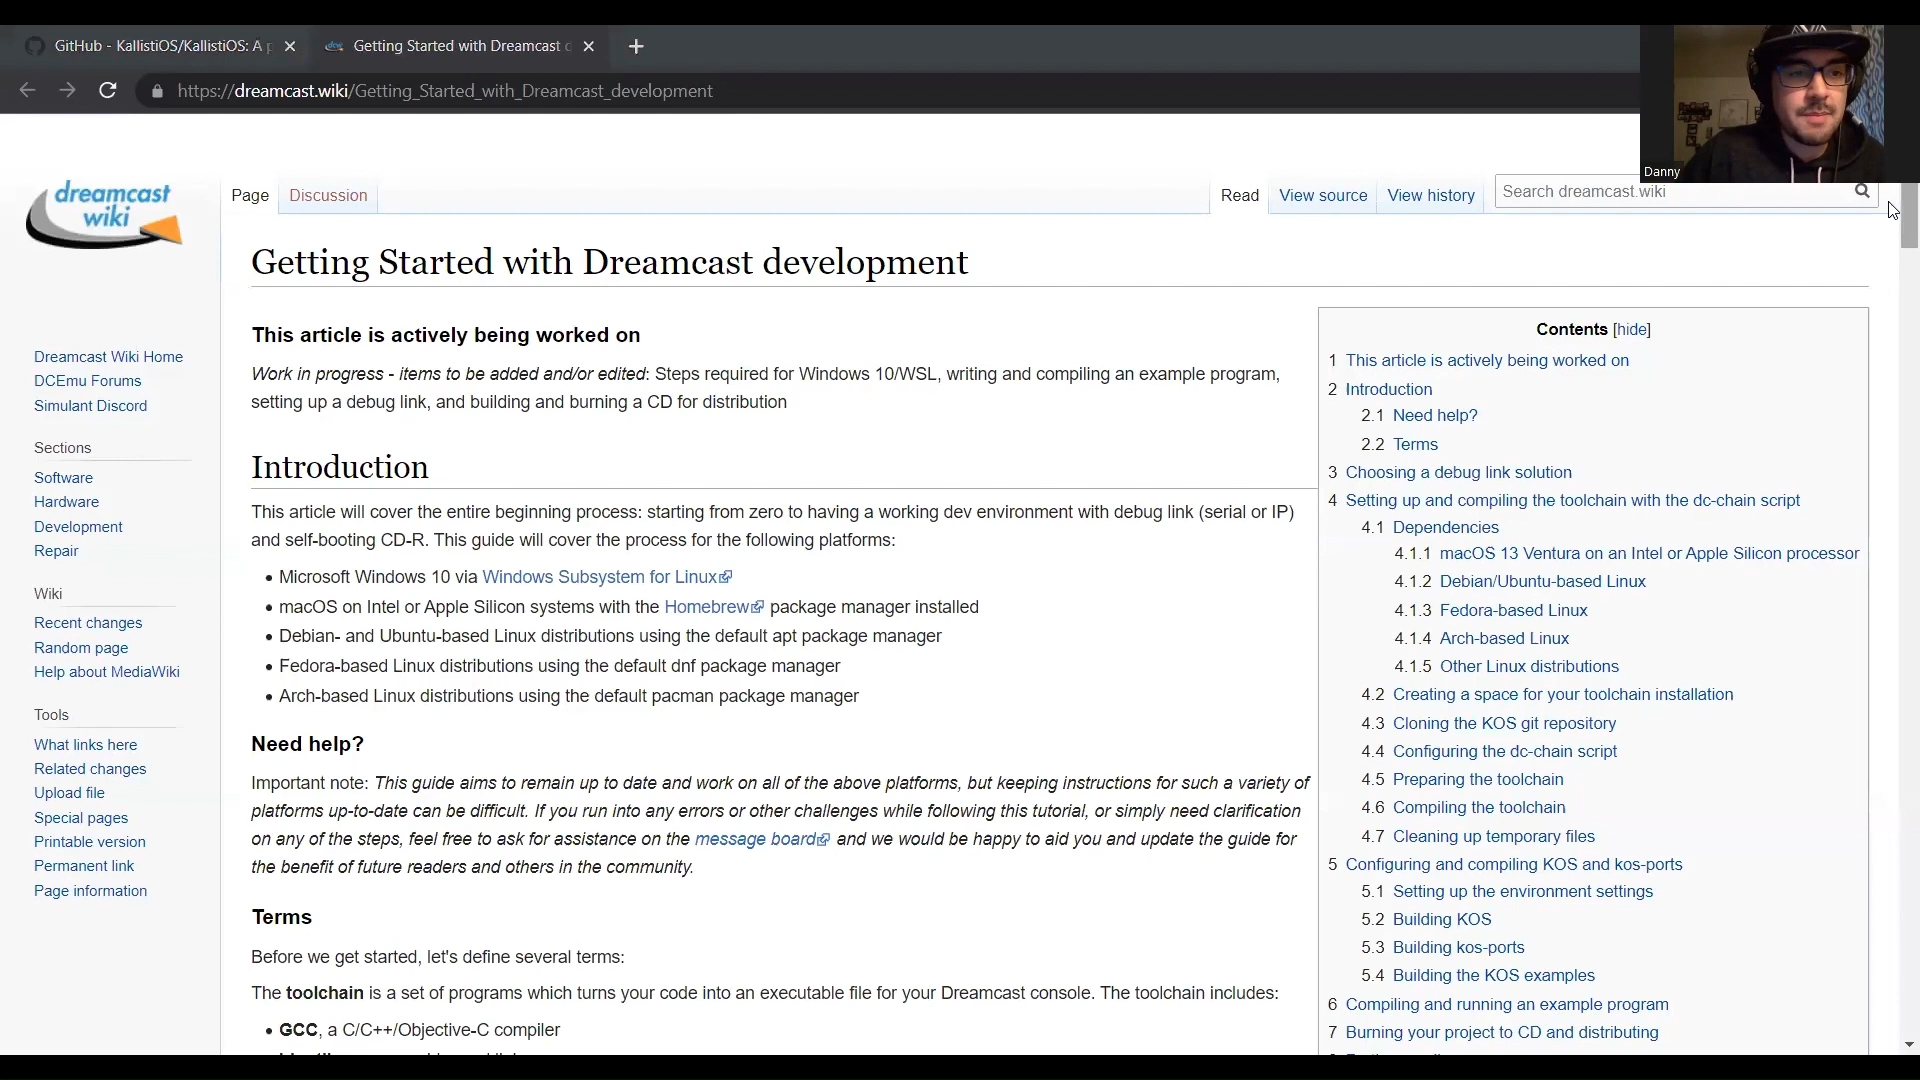 GitHub - KallistiOS/KallistiOS: A p
Getting Started with Dreamcast d
https://dreamcast.wiki/Getting_Started_with_Dreamcast_development
Danny
dreamcast
wiki
Page
Discussion
Read
View source
View history
Search dreamcast.wiki
Getting Started with Dreamcast development
This article is actively being worked on
Work in progress - items to be added and/or edited: Steps required for Windows 10/WSL, writing and compiling an example program,
setting up a debug link, and building and burning a CD for distribution
Introduction
This article will cover the entire beginning process: starting from zero to having a working dev environment with debug link (serial or IP)
and self-booting CD-R. This guide will cover the process for the following platforms:
Microsoft Windows 10 via Windows Subsystem for Linux
macOS on Intel or Apple Silicon systems with the Homebrew package manager installed
Debian- and Ubuntu-based Linux distributions using the default apt package manager
Fedora-based Linux distributions using the default dnf package manager
Arch-based Linux distributions using the default pacman package manager
Need help?
Important note: This guide aims to remain up to date and work on all of the above platforms, but keeping instructions for such a variety of
platforms up-to-date can be difficult. If you run into any errors or other challenges while following this tutorial, or simply need clarification
on any of the steps, feel free to ask for assistance on the message board and we would be happy to aid you and update the guide for
the benefit of future readers and others in the community.
Terms
Before we get started, let's define several terms:
The toolchain is a set of programs which turns your code into an executable file for your Dreamcast console. The toolchain includes:
GCC, a C/C++/Objective-C compiler
Contents [hide]
1 This article is actively being worked on
2 Introduction
2.1 Need help?
2.2 Terms
3 Choosing a debug link solution
4 Setting up and compiling the toolchain with the dc-chain script
4.1 Dependencies
4.1.1 macOS 13 Ventura on an Intel or Apple Silicon processor
4.1.2 Debian/Ubuntu-based Linux
4.1.3 Fedora-based Linux
4.1.4 Arch-based Linux
4.1.5 Other Linux distributions
4.2 Creating a space for your toolchain installation
4.3 Cloning the KOS git repository
4.4 Configuring the dc-chain script
4.5 Preparing the toolchain
4.6 Compiling the toolchain
4.7 Cleaning up temporary files
5 Configuring and compiling KOS and kos-ports
5.1 Setting up the environment settings
5.2 Building KOS
5.3 Building kos-ports
5.4 Building the KOS examples
6 Compiling and running an example program
7 Burning your project to CD and distributing
Dreamcast Wiki Home
DCEmu Forums
Simulant Discord
Sections
Software
Hardware
Development
Repair
Wiki
Recent changes
Random page
Help about MediaWiki
Tools
What links here
Related changes
Upload file
Special pages
Printable version
Permanent link
Page information